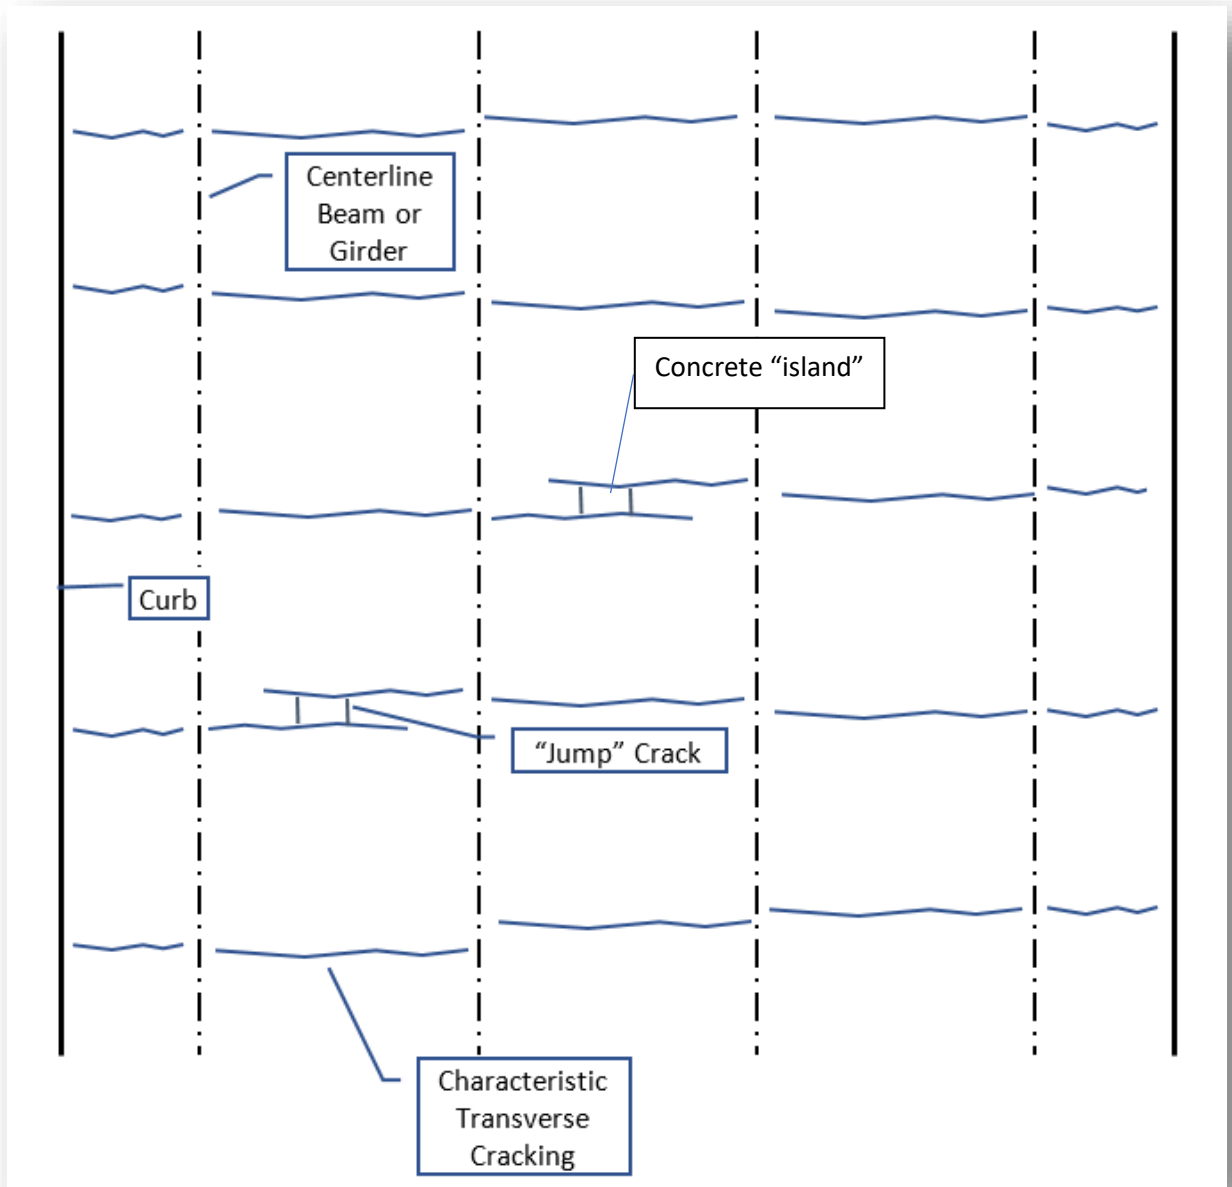 Centerline
Beam or
Girder
Concrete “island”
Curb
“Jump” Crack
Characteristic
Transverse
Cracking